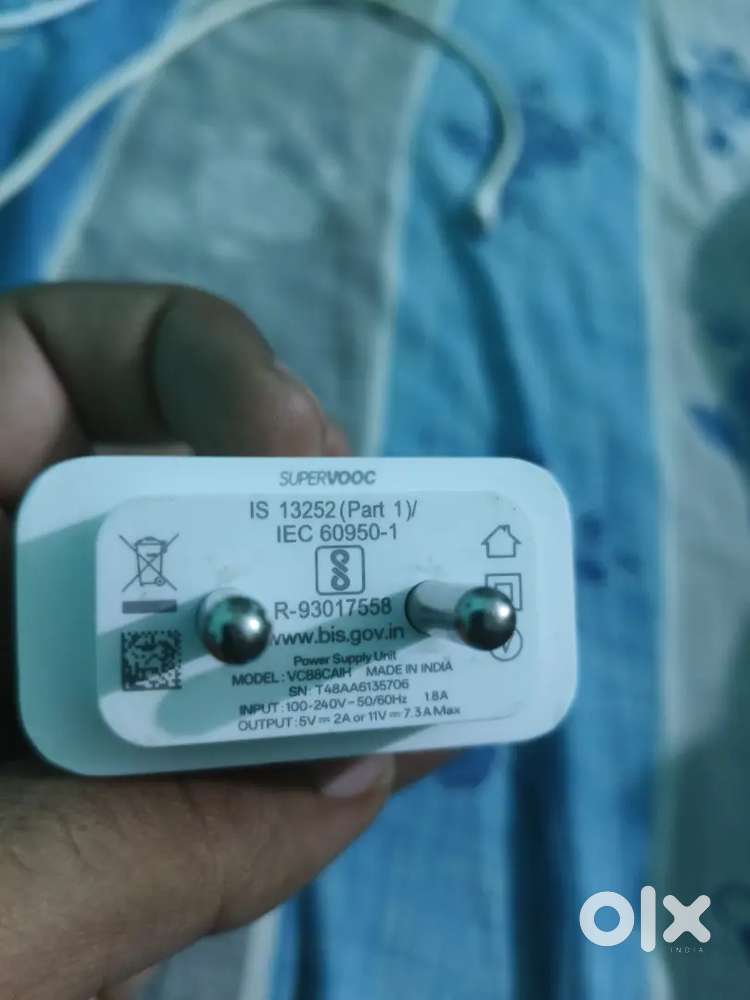 SUPERVOOC
IS 13252 (Part 1)/
IEC 60950-1
R-93017558
www.bis.gov.in
Power Supply Unit
MODEL : VCB8CAIH MADE IN INDIA
SN: T48AA6135706
INPUT : 100-240V~50/60Hz 1.8A
OUTPUT : 5V⎓2A or 11V⎓7.3A Max
olx
INDIA